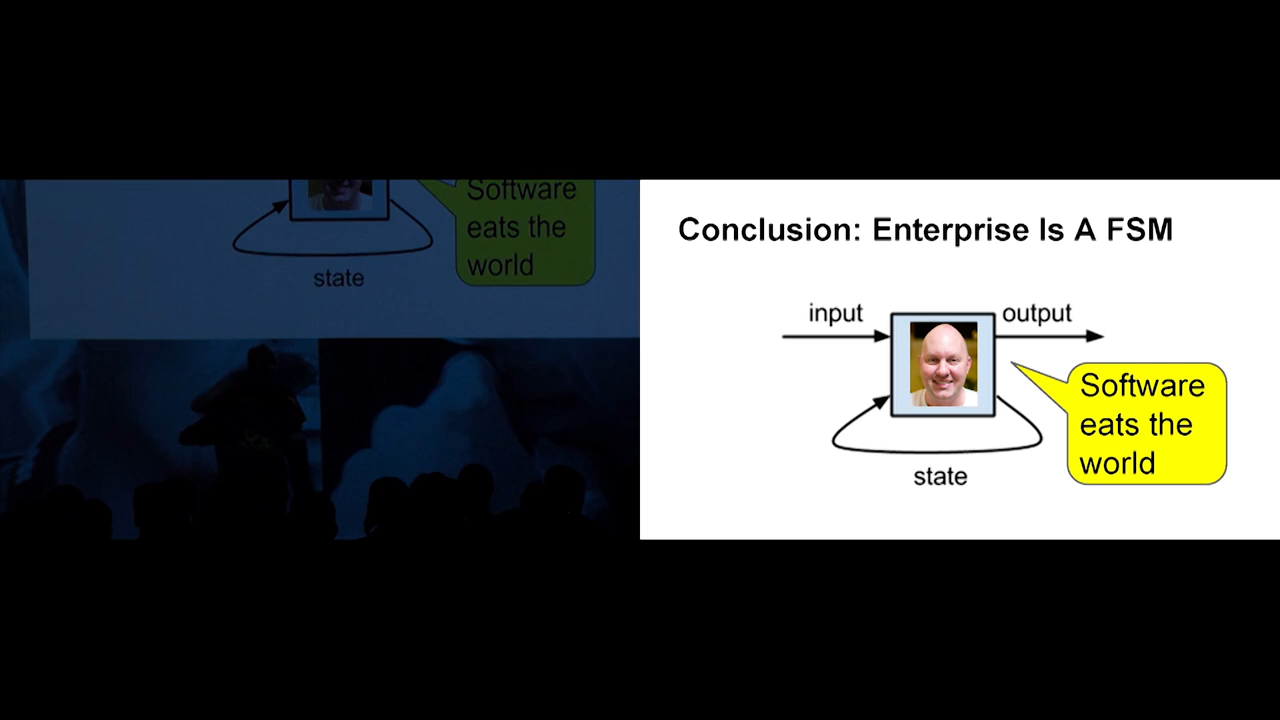 Software
eats the
world
state
Conclusion: Enterprise Is A FSM
input
output
Software
eats the
world
state